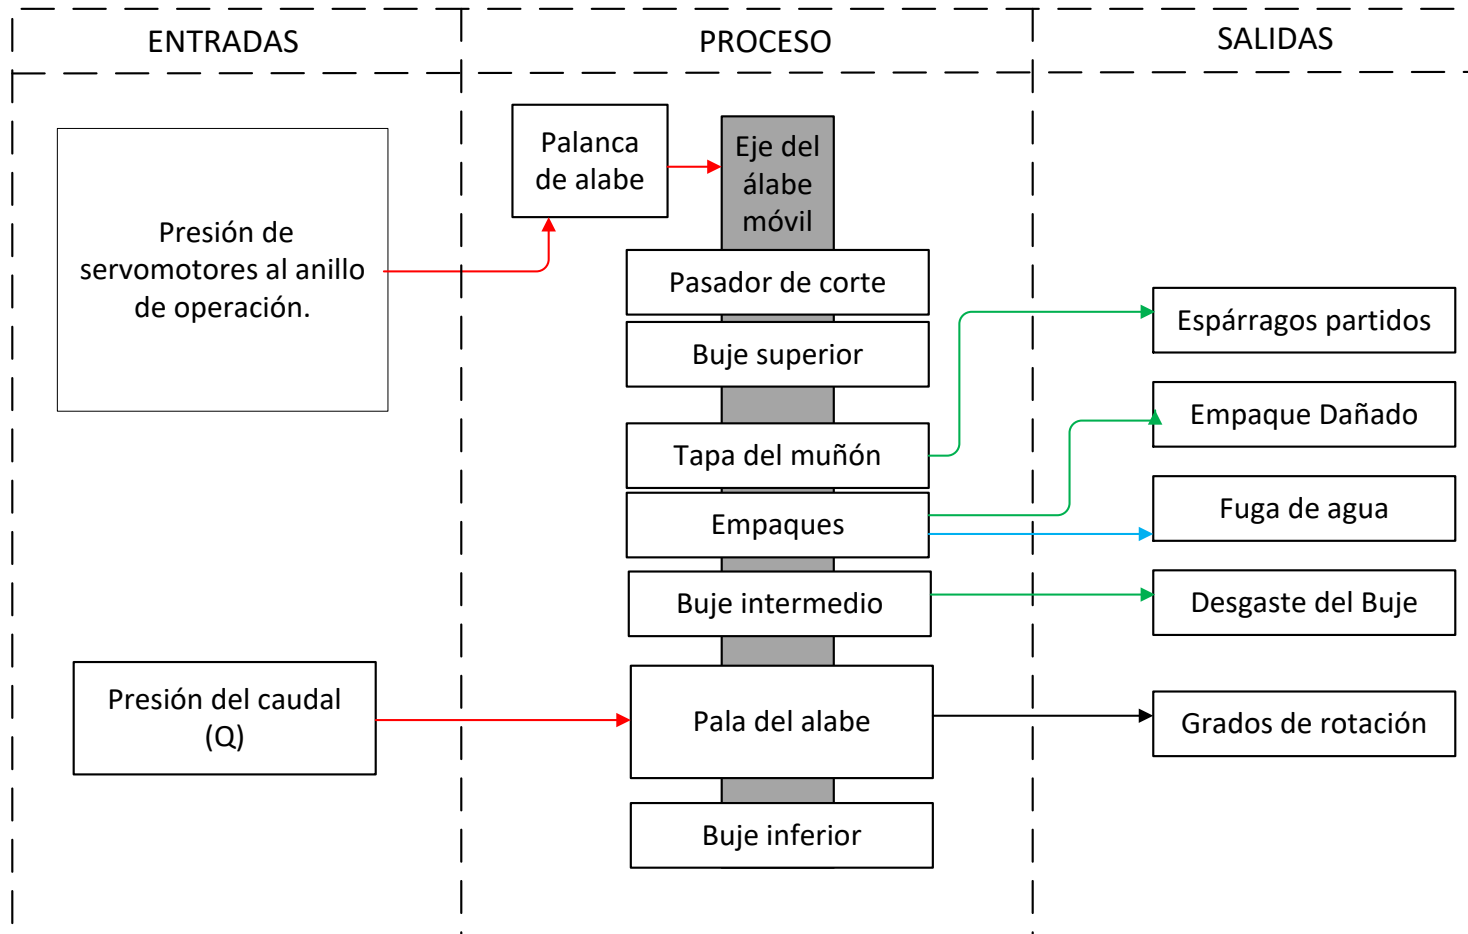 ENTRADAS
PROCESO
SALIDAS
Presión de
servomotores al anillo
de operación.
Presión del caudal
(Q)
Palanca
de alabe
Eje del
álabe
móvil
Pasador de corte
Buje superior
Tapa del muñón
Empaques
Buje intermedio
Pala del alabe
Buje inferior
Espárragos partidos
Empaque Dañado
Fuga de agua
Desgaste del Buje
Grados de rotación